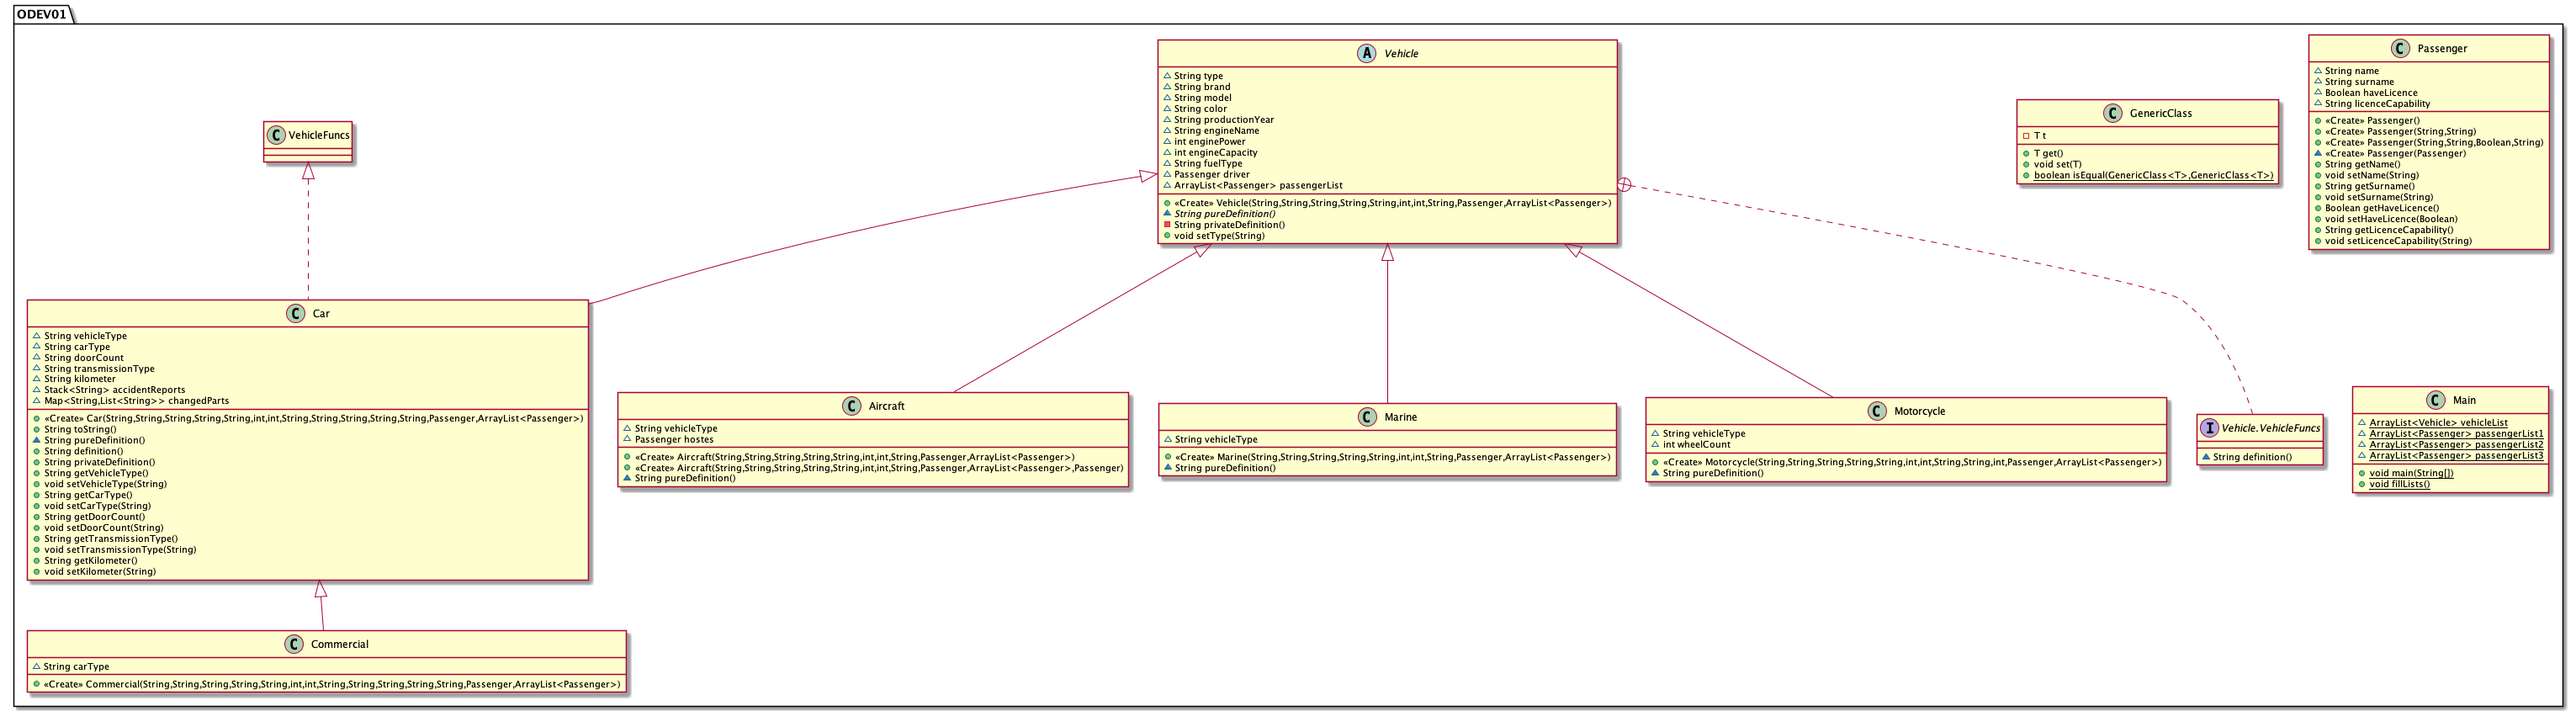 ODEV01
VehicleFuncs
Vehicle
String type
String brand
String model
String color
String productionYear
String engineName
int enginePower
int engineCapacity
String fuelType
Passenger driver
ArrayList<Passenger> passengerList
«Create» Vehicle(String,String,String,String,String,int,int,String,Passenger,ArrayList<Passenger>)
String pureDefinition()
String privateDefinition()
void setType(String)
GenericClass
T t
T get()
void set(T)
boolean isEqual(GenericClass<T>,GenericClass<T>)
Passenger
String name
String surname
Boolean haveLicence
String licenceCapability
«Create» Passenger()
«Create» Passenger(String,String)
«Create» Passenger(String,String,Boolean,String)
«Create» Passenger(Passenger)
String getName()
void setName(String)
String getSurname()
void setSurname(String)
Boolean getHaveLicence()
void setHaveLicence(Boolean)
String getLicenceCapability()
void setLicenceCapability(String)
Car
String vehicleType
String carType
String doorCount
String transmissionType
String kilometer
Stack<String> accidentReports
Map<String,List<String>> changedParts
«Create» Car(String,String,String,String,String,int,int,String,String,String,String,String,Passenger,ArrayList<Passenger>)
String toString()
String pureDefinition()
String definition()
String privateDefinition()
String getVehicleType()
void setVehicleType(String)
String getCarType()
void setCarType(String)
String getDoorCount()
void setDoorCount(String)
String getTransmissionType()
void setTransmissionType(String)
String getKilometer()
void setKilometer(String)
Aircraft
String vehicleType
Passenger hostes
«Create» Aircraft(String,String,String,String,String,int,int,String,Passenger,ArrayList<Passenger>)
«Create» Aircraft(String,String,String,String,String,int,int,String,Passenger,ArrayList<Passenger>,Passenger)
String pureDefinition()
Marine
String vehicleType
«Create» Marine(String,String,String,String,String,int,int,String,Passenger,ArrayList<Passenger>)
String pureDefinition()
Motorcycle
String vehicleType
int wheelCount
«Create» Motorcycle(String,String,String,String,String,int,int,String,String,int,Passenger,ArrayList<Passenger>)
String pureDefinition()
Vehicle.VehicleFuncs
String definition()
Main
ArrayList<Vehicle> vehicleList
ArrayList<Passenger> passengerList1
ArrayList<Passenger> passengerList2
ArrayList<Passenger> passengerList3
void main(String[])
void fillLists()
Commercial
String carType
«Create» Commercial(String,String,String,String,String,int,int,String,String,String,String,String,Passenger,ArrayList<Passenger>)